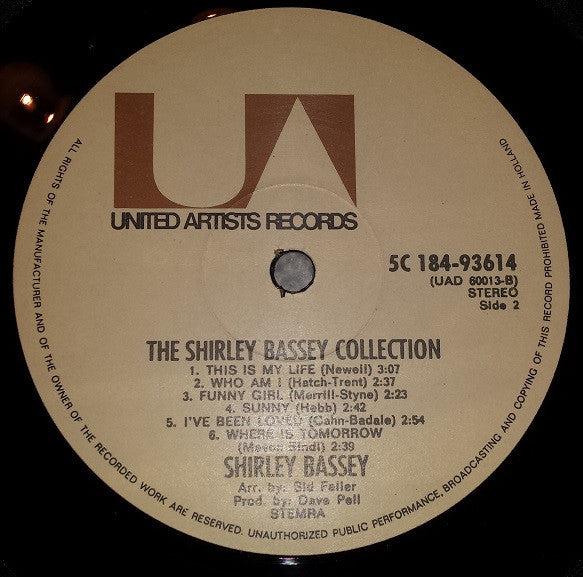 UA
UNITED ARTISTS RECORDS
5C 184-93614
(UAD 60013-B)
STEREO
Side 2
THE SHIRLEY BASSEY COLLECTION
1. THIS IS MY LIFE (Newell) 3:07
2. WHO AM I (Hatch-Trent) 2:37
3. FUNNY GIRL (Merrill-Styne) 2:23
4. SUNNY (Hebb) 2:42
5. I'VE BEEN LOVED (Cahn-Badale) 2:54
6. WHERE IS TOMORROW
(Mason-Bindi) 2:39
SHIRLEY BASSEY
Arr. by: Sid Feller
Prod. by: Dave Pell
STEMRA
ALL RIGHTS OF THE MANUFACTURER AND OF THE OWNER OF THE RECORDED WORK ARE RESERVED. UNAUTHORIZED PUBLIC PERFORMANCE, BROADCASTING AND COPYING OF THIS RECORD PROHIBITED MADE IN HOLLAND